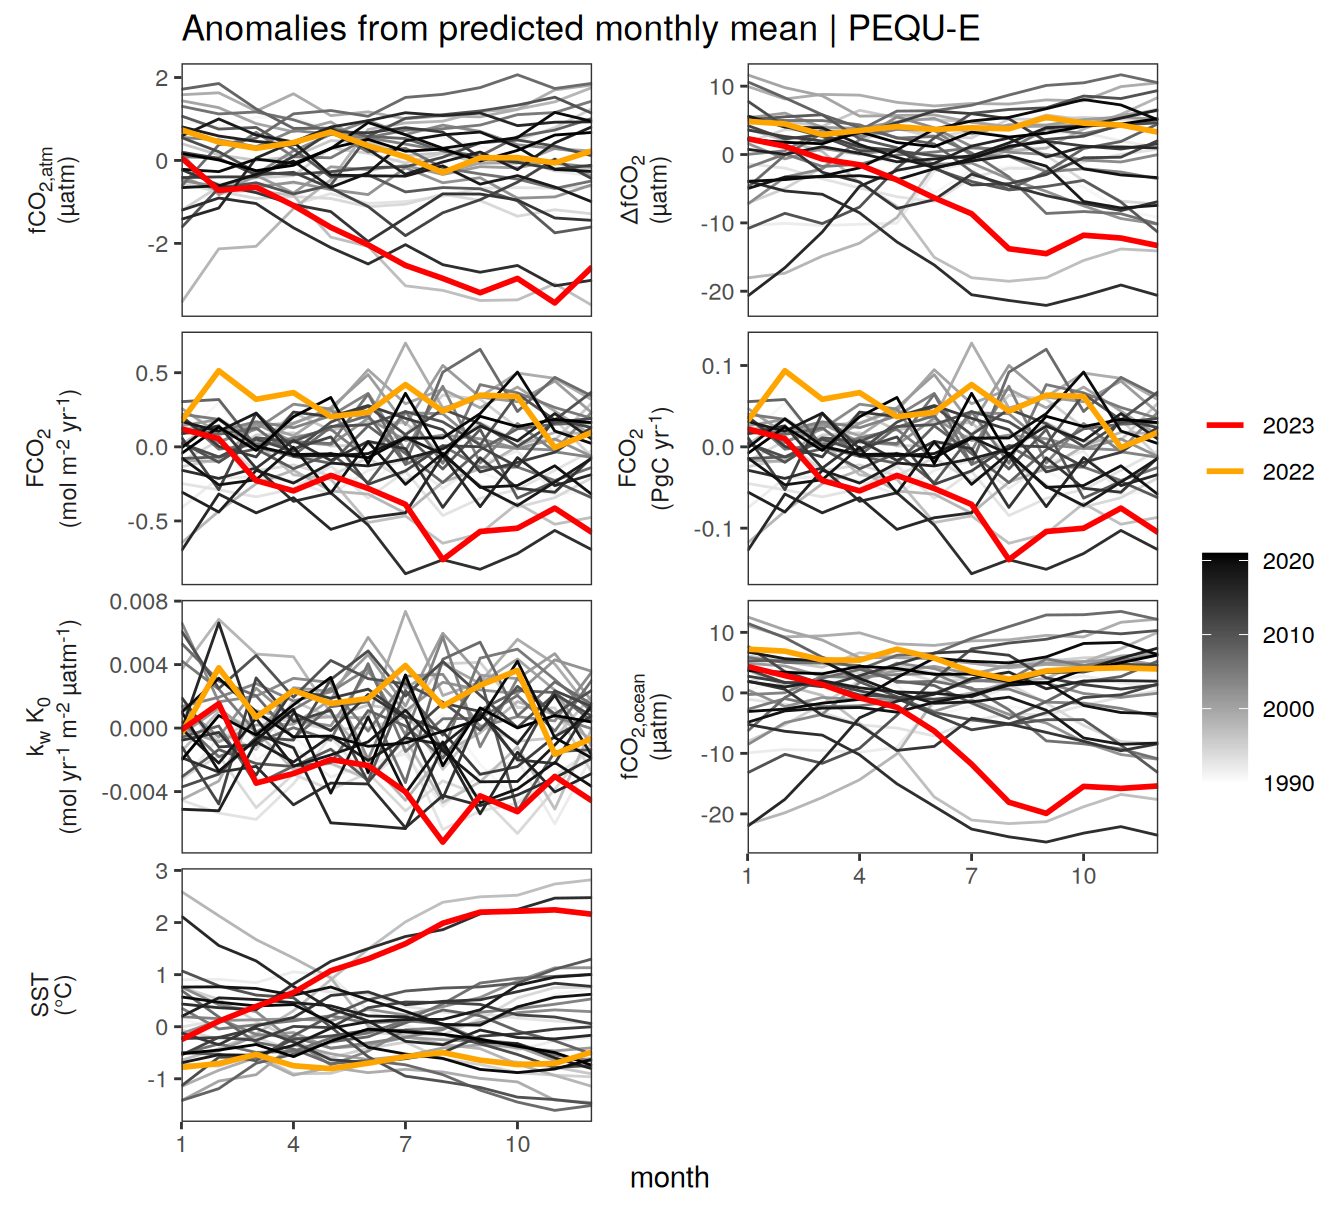 Anomalies from predicted monthly mean | PEQU-E
fCO2,atm
(µatm)
2
0
-2
ΔfCO2
(µatm)
10
0
-10
-20
FCO2
(mol m-2 yr-1)
0.5
0.0
-0.5
FCO2
(PgC yr-1)
0.1
0.0
-0.1
kw K0
(mol yr-1 m-2 µatm-1)
0.008
0.004
0.000
-0.004
fCO2,ocean
(µatm)
10
0
-10
-20
1 4 7 10
SST
(°C)
3
2
1
0
-1
1 4 7 10
month
2023
2022
2020
2010
2000
1990